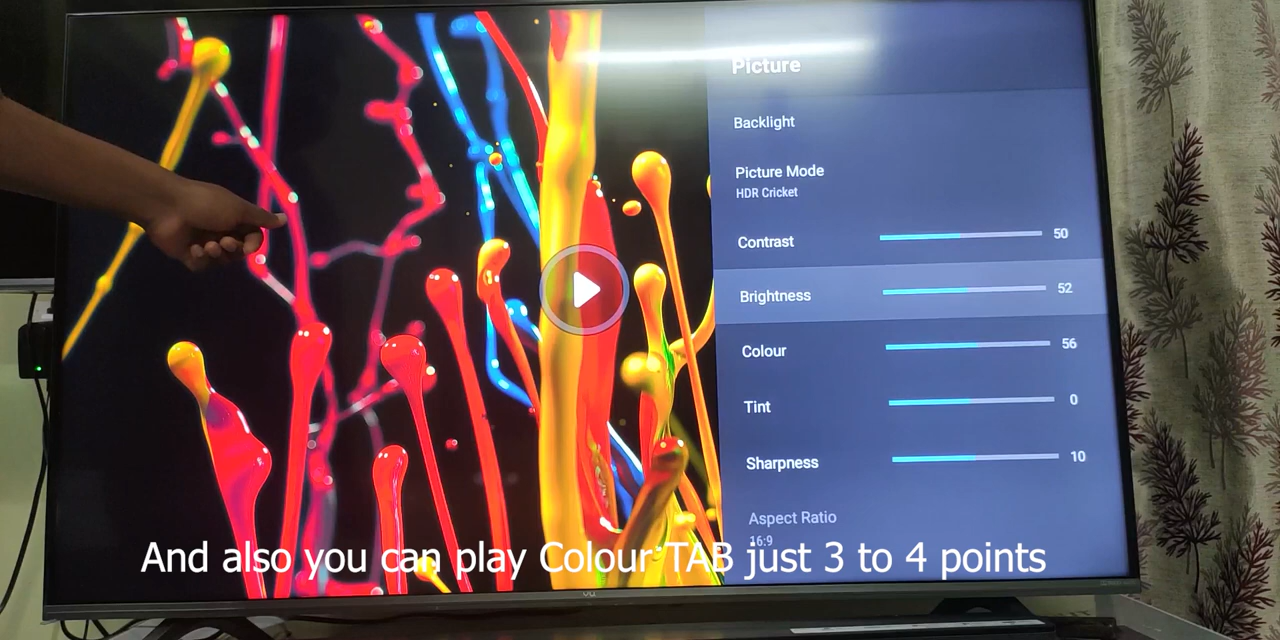 Picture
Backlight
Picture Mode
HDR Cricket
Contrast 50
Brightness 52
Colour 56
Tint 0
Sharpness 10
Aspect Ratio
16:9
And also you can play Colour TAB just 3 to 4 points
vu